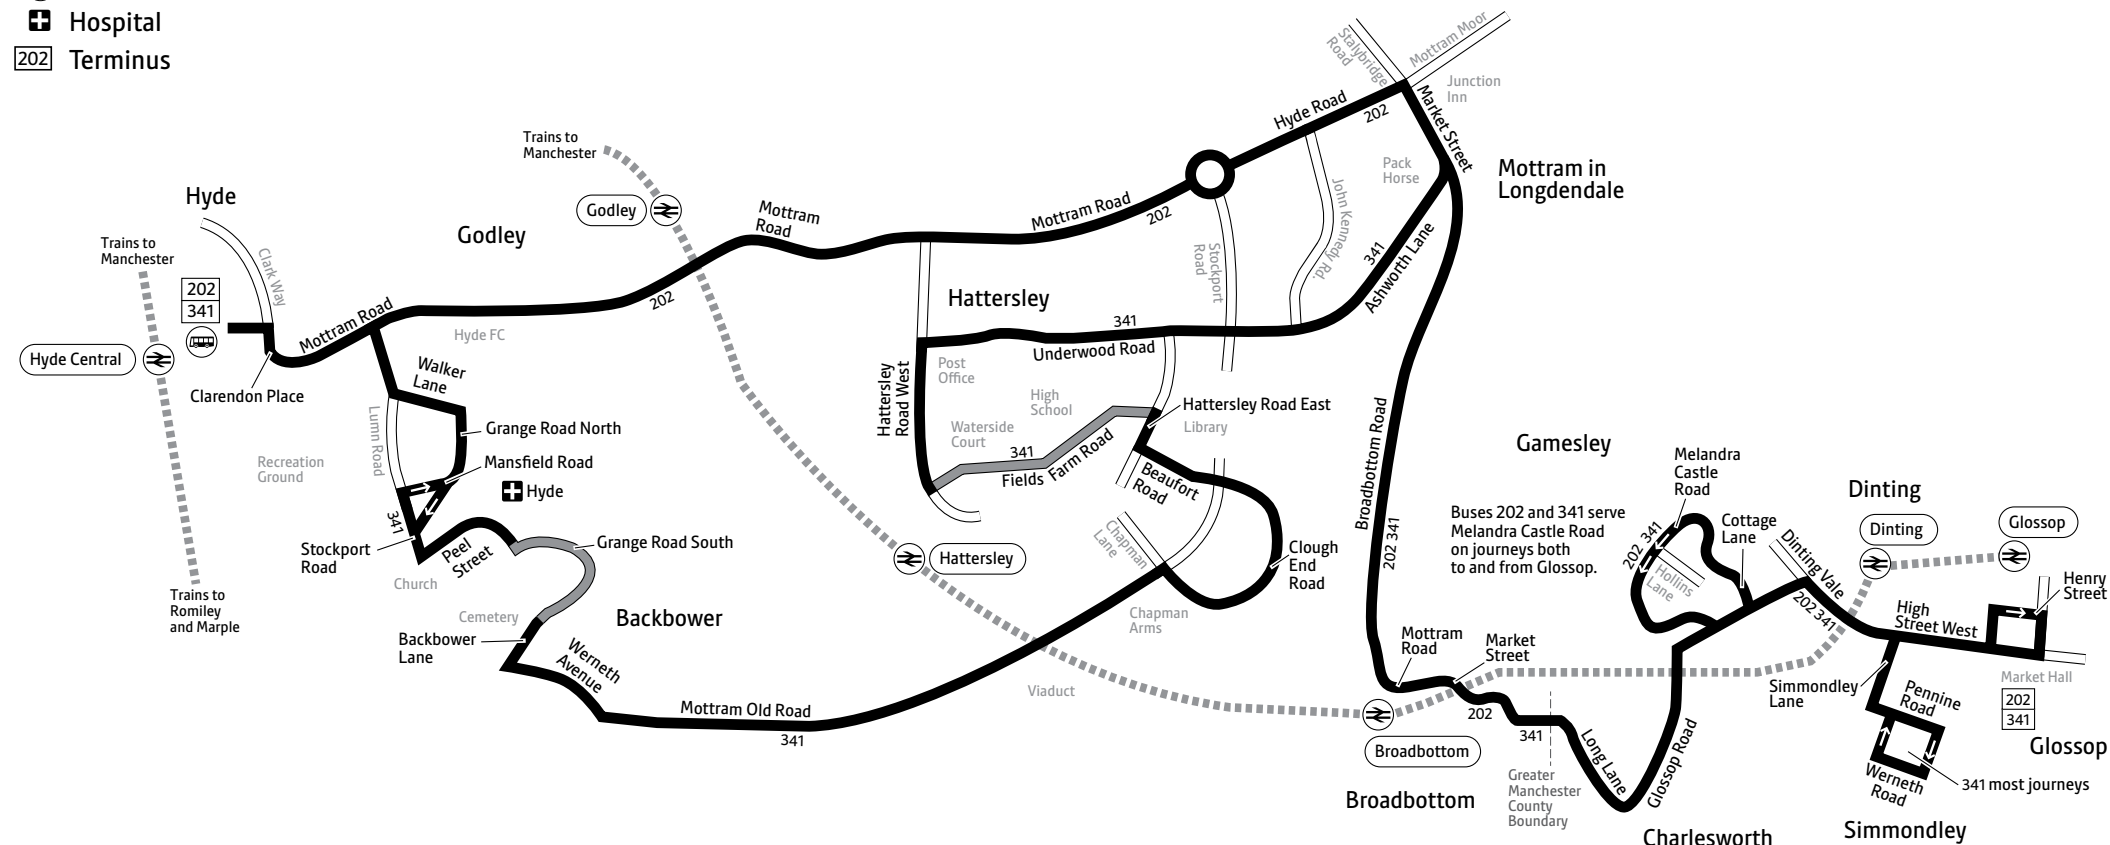 Hospital
202 Terminus
Stalybridge
Road
Mottram Moor
Junction
Inn
Hyde Road
202
Market Street
Trains to
Manchester
Pack
Horse
Mottram in
Longdendale
Hyde
Godley
Godley
Mottram
Road
Mottram Road
202
John Kennedy Rd.
Trains to
Manchester
Clark Way
202
341
Mottram Road
Hyde FC
202
Hattersley
Stockport
Road
341
Ashworth Lane
Hyde Central
Clarendon Place
Walker
Lane
341
Underwood Road
Post
Office
Hattersley
Road West
High
School
Hattersley Road East
Library
Lumn Road
Grange Road North
Waterside
Court
341
Fields Farm Road
Broadbottom Road
202 341
Gamesley
Melandra
Castle
Road
Recreation
Ground
Mansfield Road
Hyde
Beaufort
Road
Dinting
341
Buses 202 and 341 serve
Melandra Castle Road
on journeys both
to and from Glossop.
202 341
Cottage
Lane
Dinting Vale
Dinting
Glossop
Stockport
Road
Peel
Street
Grange Road South
Hattersley
Chapman
Lane
Clough
End
Road
Hollins
Lane
Church
Henry
Street
Trains to
Romiley
and Marple
Cemetery
Backbower
Chapman
Arms
202 341
High
Street West
Backbower
Lane
Werneth
Avenue
Mottram
Road
Market
Street
Viaduct
Simmondley
Lane
Pennine
Road
Market Hall
202
341
Glossop
Mottram Old Road
341
202
341
Broadbottom
Long Lane
Glossop Road
Greater
Manchester
County
Boundary
Werneth
Road
341 most journeys
Broadbottom
Charlesworth
Simmondley